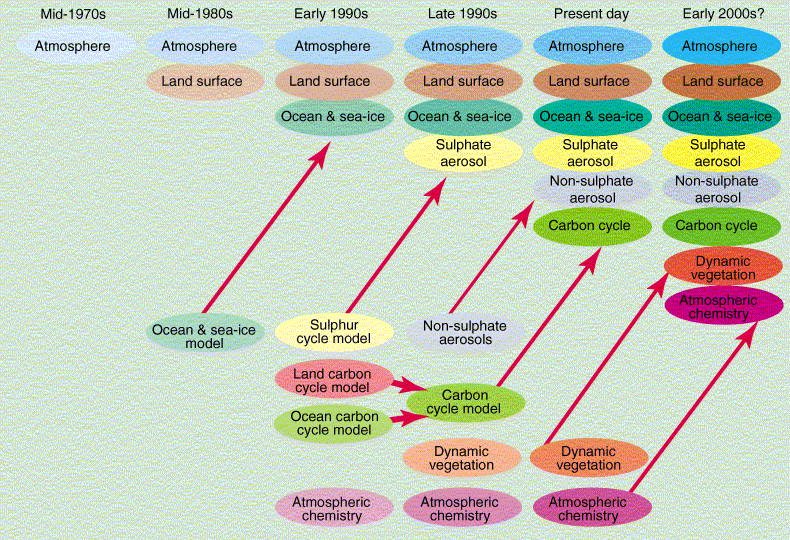 Mid-1970s
Mid-1980s
Early 1990s
Late 1990s
Present day
Early 2000s?
Atmosphere
Atmosphere
Atmosphere
Atmosphere
Atmosphere
Atmosphere
Land surface
Land surface
Land surface
Land surface
Land surface
Ocean & sea-ice
Ocean & sea-ice
Ocean & sea-ice
Ocean & sea-ice
Sulphate
aerosol
Sulphate
aerosol
Sulphate
aerosol
Non-sulphate
aerosol
Non-sulphate
aerosol
Carbon cycle
Carbon cycle
Dynamic
vegetation
Atmospheric
chemistry
Ocean & sea-ice
model
Sulphur
cycle model
Non-sulphate
aerosols
Land carbon
cycle model
Carbon
cycle model
Ocean carbon
cycle model
Dynamic
vegetation
Dynamic
vegetation
Atmospheric
chemistry
Atmospheric
chemistry
Atmospheric
chemistry